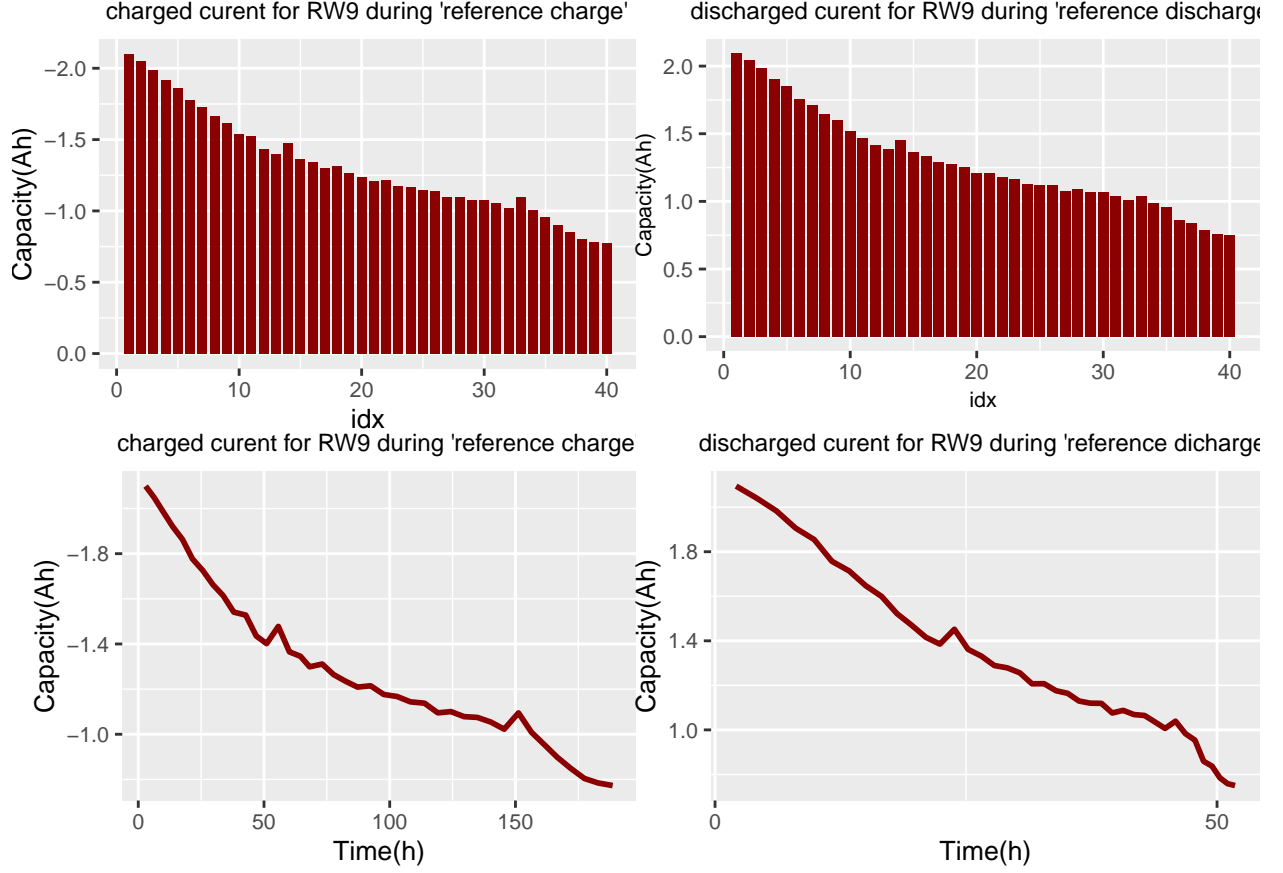 charged curent for RW9 during 'reference charge'
Capacity(Ah)
−2.0
−1.5
−1.0
−0.5
0.0
0
10
20
30
40
idx
discharged curent for RW9 during 'reference discharge
Capacity(Ah)
2.0
1.5
1.0
0.5
0.0
0
10
20
30
40
idx
charged curent for RW9 during 'reference charge'
Capacity(Ah)
−1.8
−1.4
−1.0
0
50
100
150
Time(h)
discharged curent for RW9 during 'reference dicharge
Capacity(Ah)
1.8
1.4
1.0
0
50
Time(h)